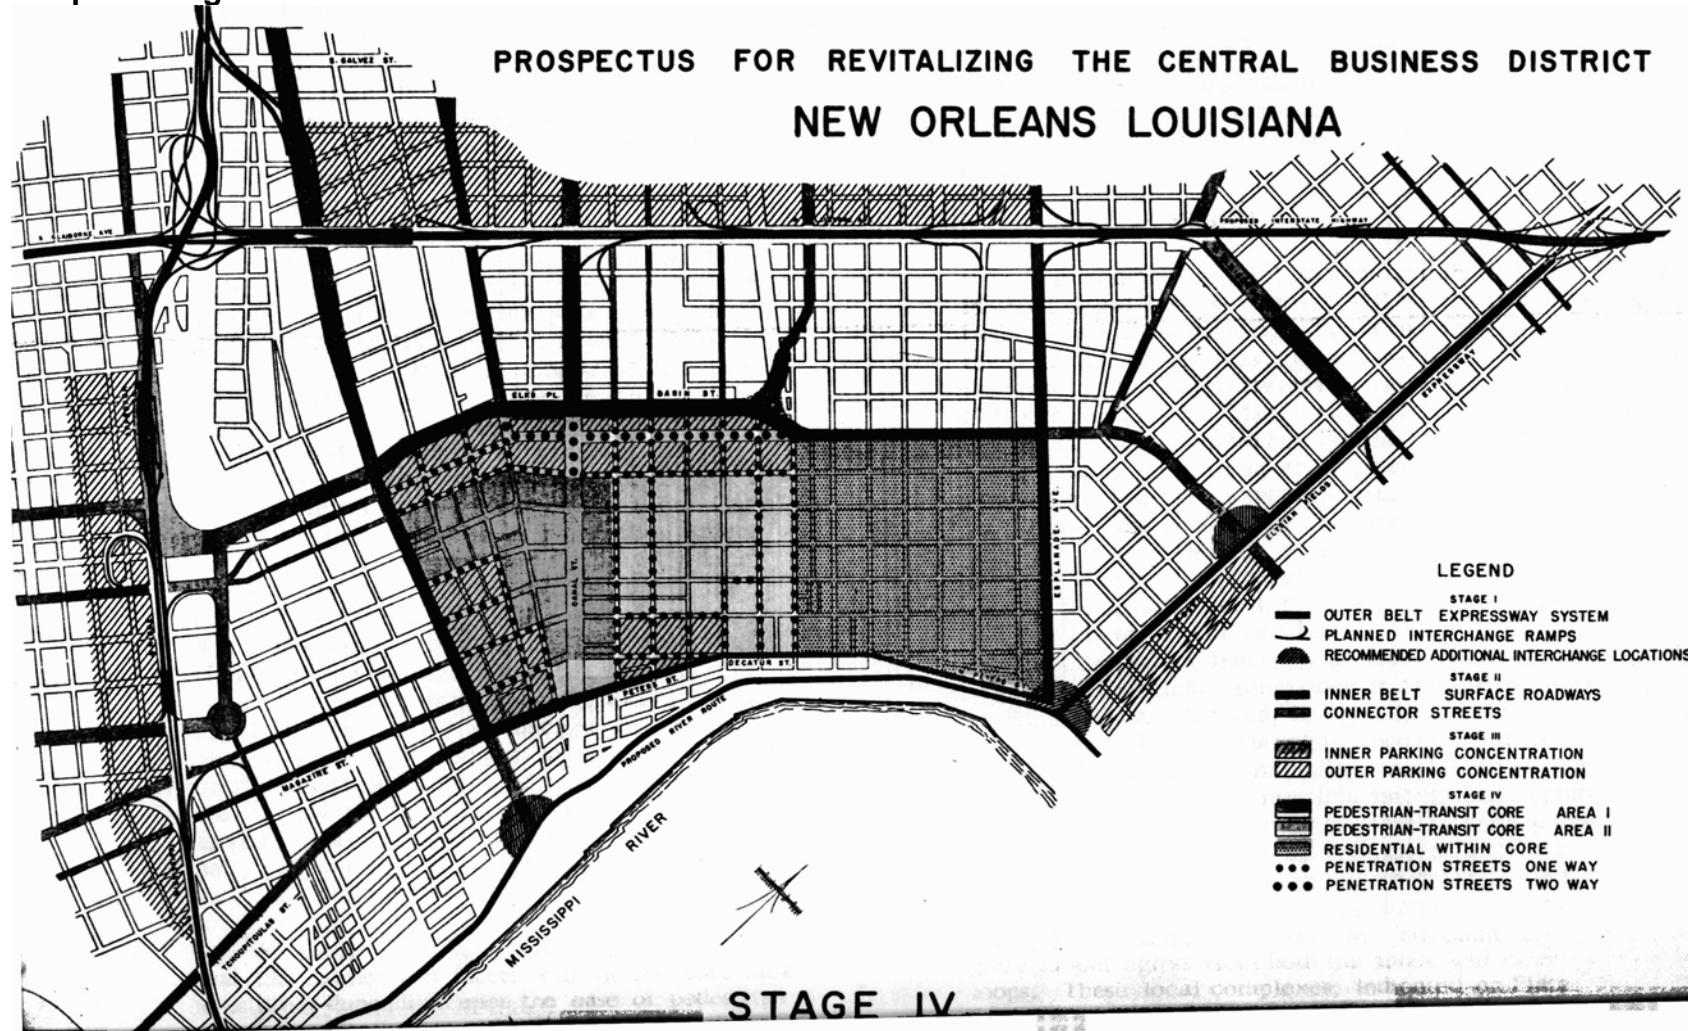 PROSPECTUS FOR REVITALIZING THE CENTRAL BUSINESS DISTRICT
NEW ORLEANS LOUISIANA
S. GALVEZ ST.
S. CLAIBORNE AVE
PROPOSED INTERSTATE HIGHWAY
ELKS PL.
BASIN ST.
EXPRESSWAY
ELYSIAN FIELDS
CANAL ST.
ESPLANADE AVE.
DECATUR ST.
N. PETERS ST.
PROPOSED RIVER ROUTE
MAGAZINE ST.
TCHOUPITOULAS ST.
MISSISSIPPI RIVER
LEGEND
STAGE I
OUTER BELT EXPRESSWAY SYSTEM
PLANNED INTERCHANGE RAMPS
RECOMMENDED ADDITIONAL INTERCHANGE LOCATIONS
STAGE II
INNER BELT SURFACE ROADWAYS
CONNECTOR STREETS
STAGE III
INNER PARKING CONCENTRATION
OUTER PARKING CONCENTRATION
STAGE IV
PEDESTRIAN-TRANSIT CORE AREA I
PEDESTRIAN-TRANSIT CORE AREA II
RESIDENTIAL WITHIN CORE
PENETRATION STREETS ONE WAY
PENETRATION STREETS TWO WAY
STAGE IV